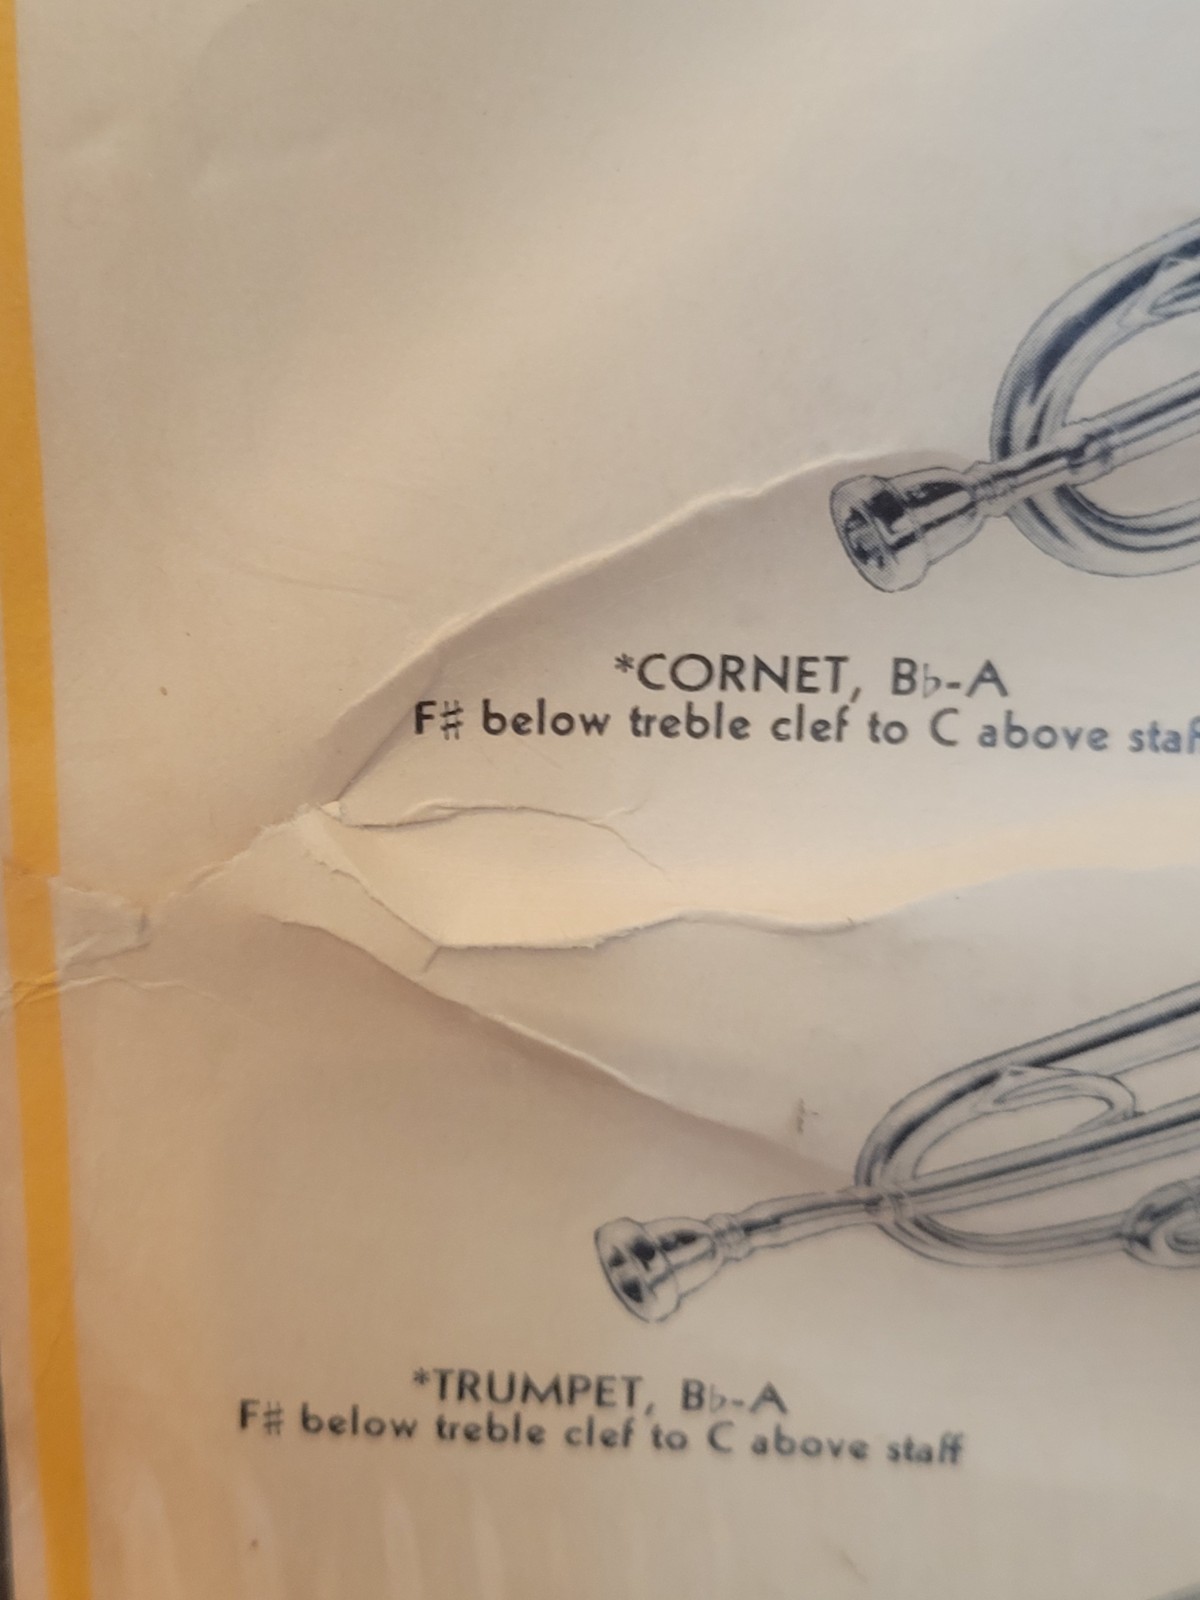 *CORNET, B♭-A
F♯ below treble clef to C above staf
*TRUMPET, B♭-A
F♯ below treble clef to C above staff